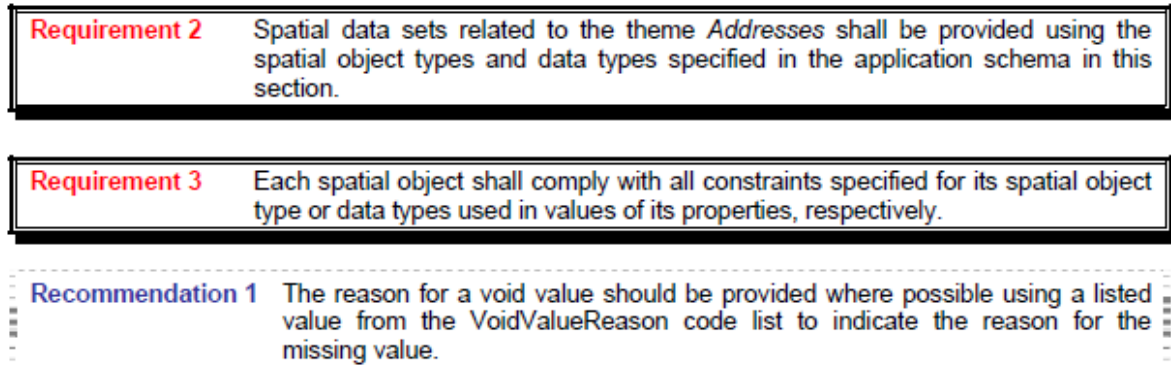 Requirement 2 Spatial data sets related to the theme Addresses shall be provided using the
spatial object types and data types specified in the application schema in this
section.
Requirement 3 Each spatial object shall comply with all constraints specified for its spatial object
type or data types used in values of its properties, respectively.
Recommendation 1 The reason for a void value should be provided where possible using a listed
value from the VoidValueReason code list to indicate the reason for the
missing value.